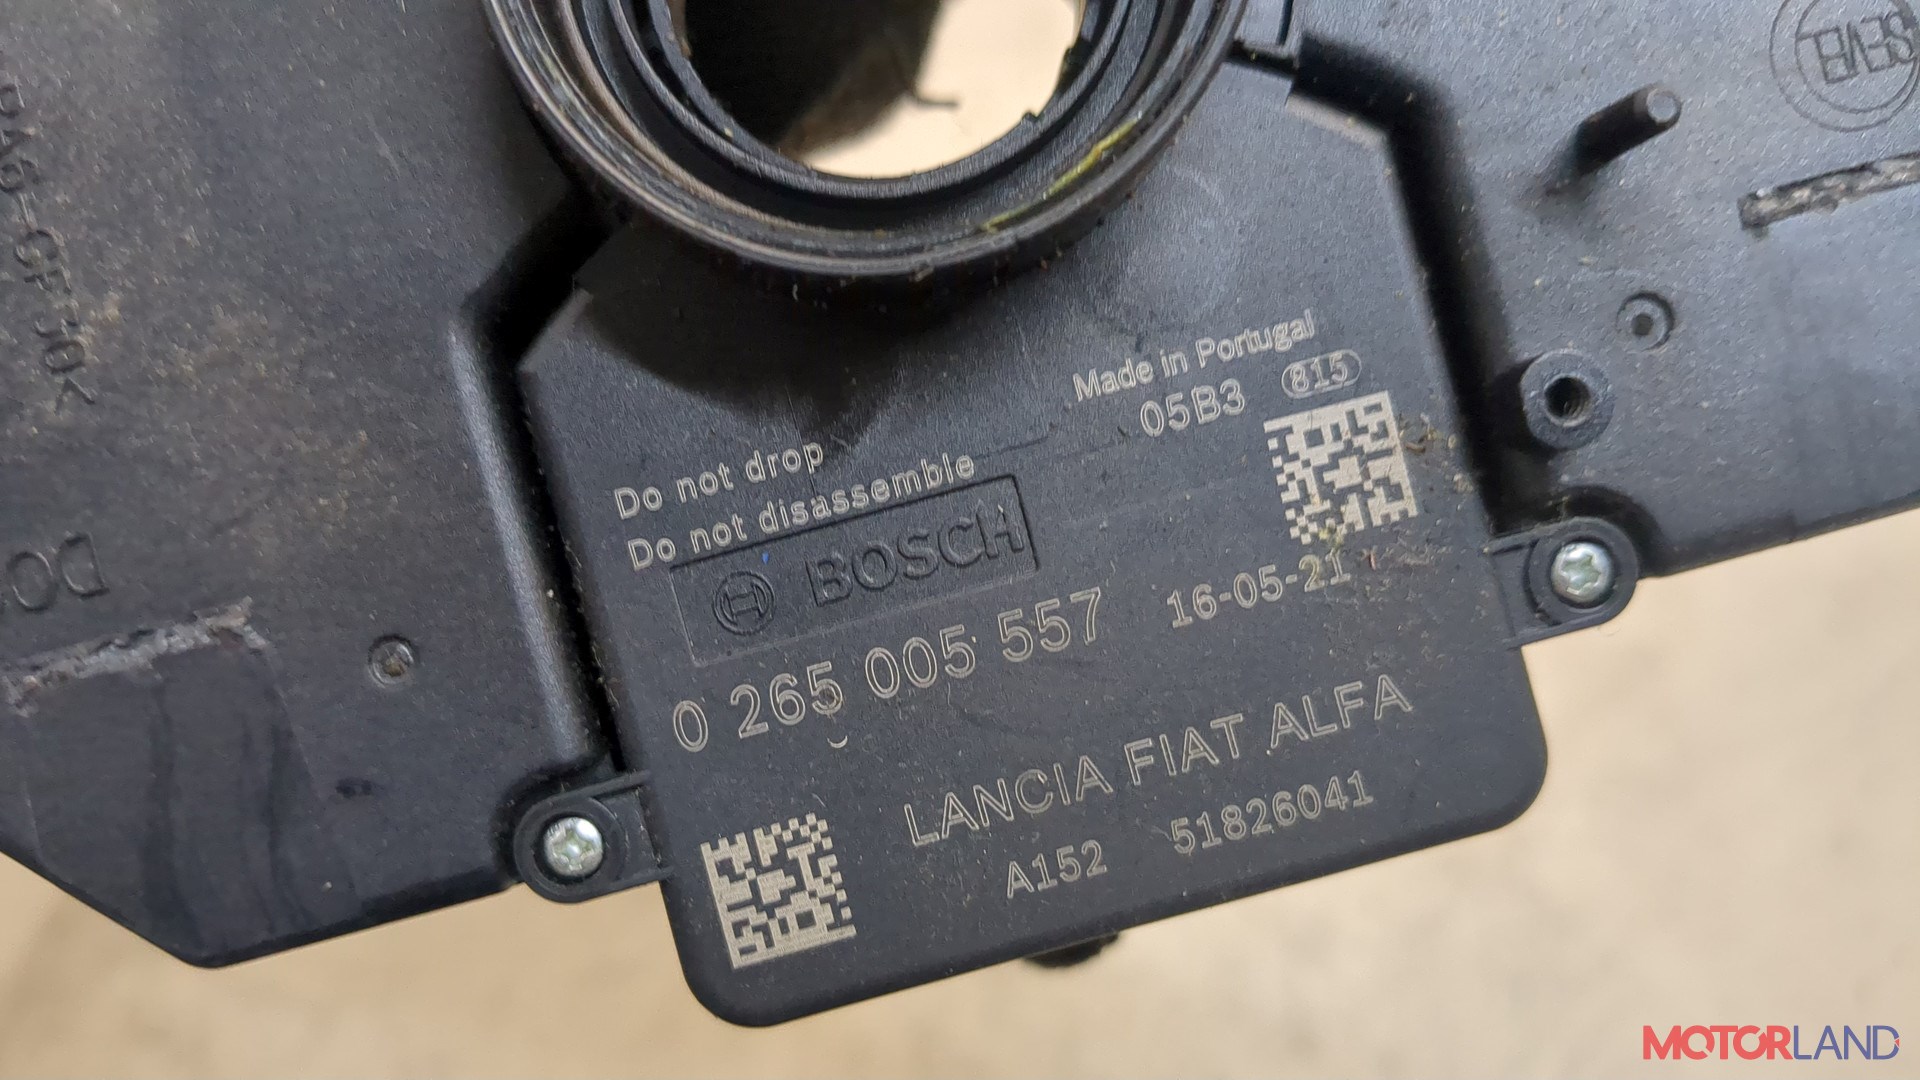 SEVEL
Made in Portugal
05B3 815
Do not drop
Do not disassemble
BOSCH
16-05-21
0 265 005 557
LANCIA FIAT ALFA
A152 51826041
MOTORLAND